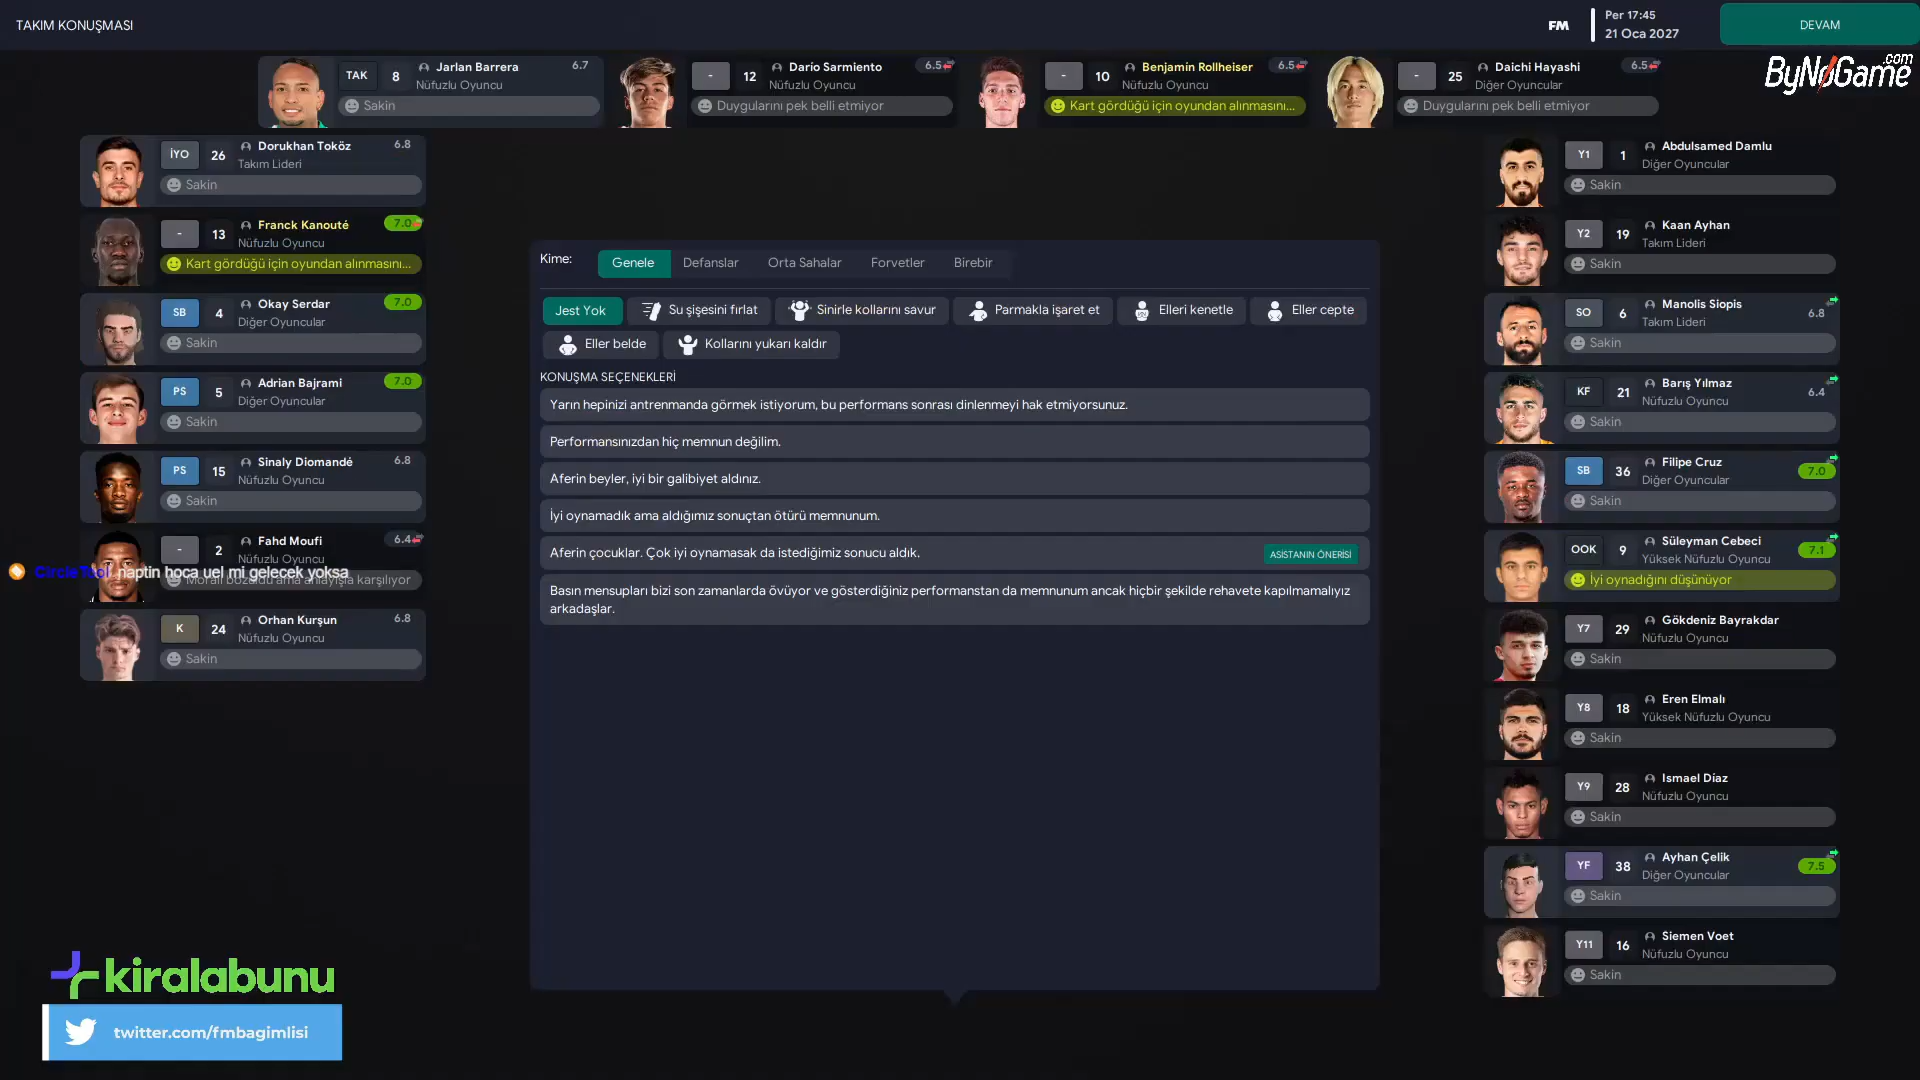 TAKIM KONUŞMASI
FM
Per 17:45
21 Oca 2027
DEVAM
ByNoGame.com
TAK 8 Jarlan Barrera 6.7
Nüfuzlu Oyuncu
Sakin
- 12 Dario Sarmiento 6.5
Nüfuzlu Oyuncu
Duygularını pek belli etmiyor
- 10 Benjamín Rollheiser 6.5
Nüfuzlu Oyuncu
Kart gördüğü için oyundan alınmasını...
- 25 Daichi Hayashi 6.5
Diğer Oyuncular
Duygularını pek belli etmiyor
İYO 26 Dorukhan Toköz 6.8
Takım Lideri
Sakin
- 13 Franck Kanouté 7.0
Nüfuzlu Oyuncu
Kart gördüğü için oyundan alınmasını...
SB 4 Okay Serdar 7.0
Diğer Oyuncular
Sakin
PS 5 Adrian Bajrami 7.0
Diğer Oyuncular
Sakin
PS 15 Sinaly Diomandé 6.8
Nüfuzlu Oyuncu
Sakin
- 2 Fahd Moufi 6.4
Nüfuzlu Oyuncu
Morali bozuldu ama anlayışla karşılıyor
CircleTool naptin hoca uel mi gelecek yoksa
K 24 Orhan Kurşun 6.8
Nüfuzlu Oyuncu
Sakin
Kime: Genele Defanslar Orta Sahalar Forvetler Birebir
Jest Yok Su şişesini fırlat Sinirle kollarını savur Parmakla işaret et Elleri kenetle Eller cepte
Eller belde Kollarını yukarı kaldır
KONUŞMA SEÇENEKLERİ
Yarın hepinizi antrenmanda görmek istiyorum, bu performans sonrası dinlenmeyi hak etmiyorsunuz.
Performansınızdan hiç memnun değilim.
Aferin beyler, iyi bir galibiyet aldınız.
İyi oynamadık ama aldığımız sonuçtan ötürü memnunum.
Aferin çocuklar. Çok iyi oynamasak da istediğimiz sonucu aldık. ASİSTANIN ÖNERİSİ
Basın mensupları bizi son zamanlarda övüyor ve gösterdiğiniz performanstan da memnunum ancak hiçbir şekilde rehavete kapılmamalıyız
arkadaşlar.
Y1 1 Abdulsamed Damlu
Diğer Oyuncular
Sakin
Y2 19 Kaan Ayhan
Takım Lideri
Sakin
SO 6 Manolis Siopis 6.8
Takım Lideri
Sakin
KF 21 Barış Yılmaz 6.4
Nüfuzlu Oyuncu
Sakin
SB 36 Filipe Cruz 7.0
Diğer Oyuncular
Sakin
OOK 9 Süleyman Cebeci 7.1
Yüksek Nüfuzlu Oyuncu
İyi oynadığını düşünüyor
Y7 29 Gökdeniz Bayrakdar
Nüfuzlu Oyuncu
Sakin
Y8 18 Eren Elmalı
Yüksek Nüfuzlu Oyuncu
Sakin
Y9 28 Ismael Díaz
Nüfuzlu Oyuncu
Sakin
YF 38 Ayhan Çelik 7.5
Diğer Oyuncular
Sakin
Y11 16 Siemen Voet
Nüfuzlu Oyuncu
Sakin
kiralabunu
twitter.com/fmbagimlisi